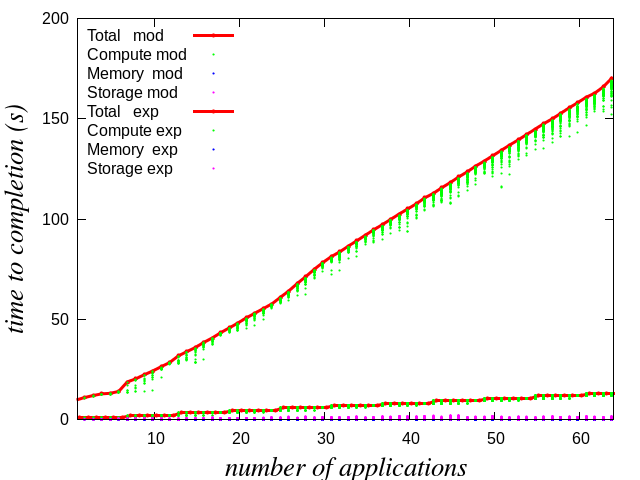 200
150
100
50
0
time to completion (s)
Total mod
Compute mod
Memory mod
Storage mod
Total exp
Compute exp
Memory exp
Storage exp
10 20 30 40 50 60
number of applications